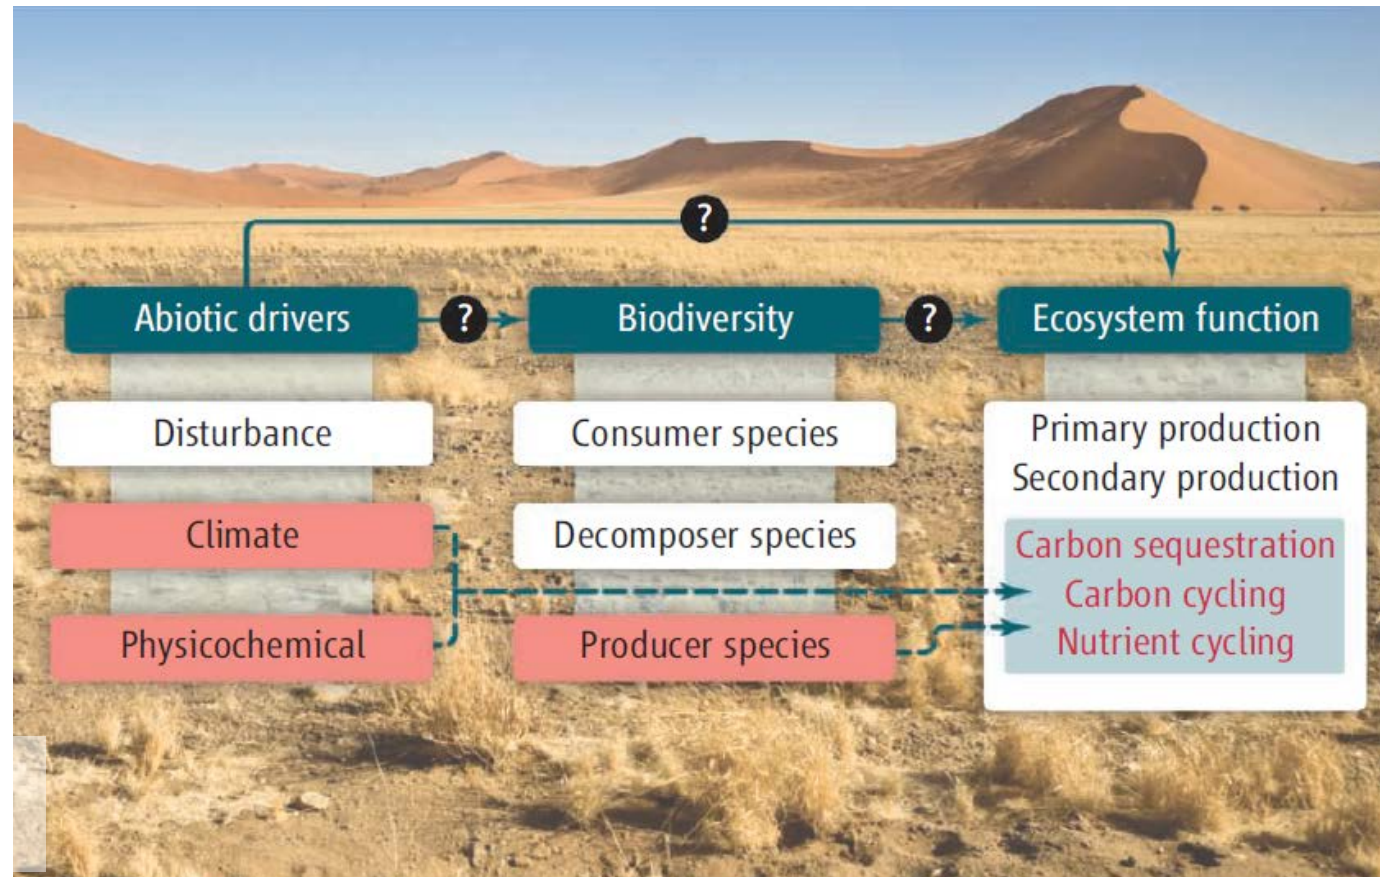 ?
Abiotic drivers
?
Biodiversity
?
Ecosystem function
Disturbance
Climate
Physicochemical
Consumer species
Decomposer species
Producer species
Primary production
Secondary production
Carbon sequestration
Carbon cycling
Nutrient cycling